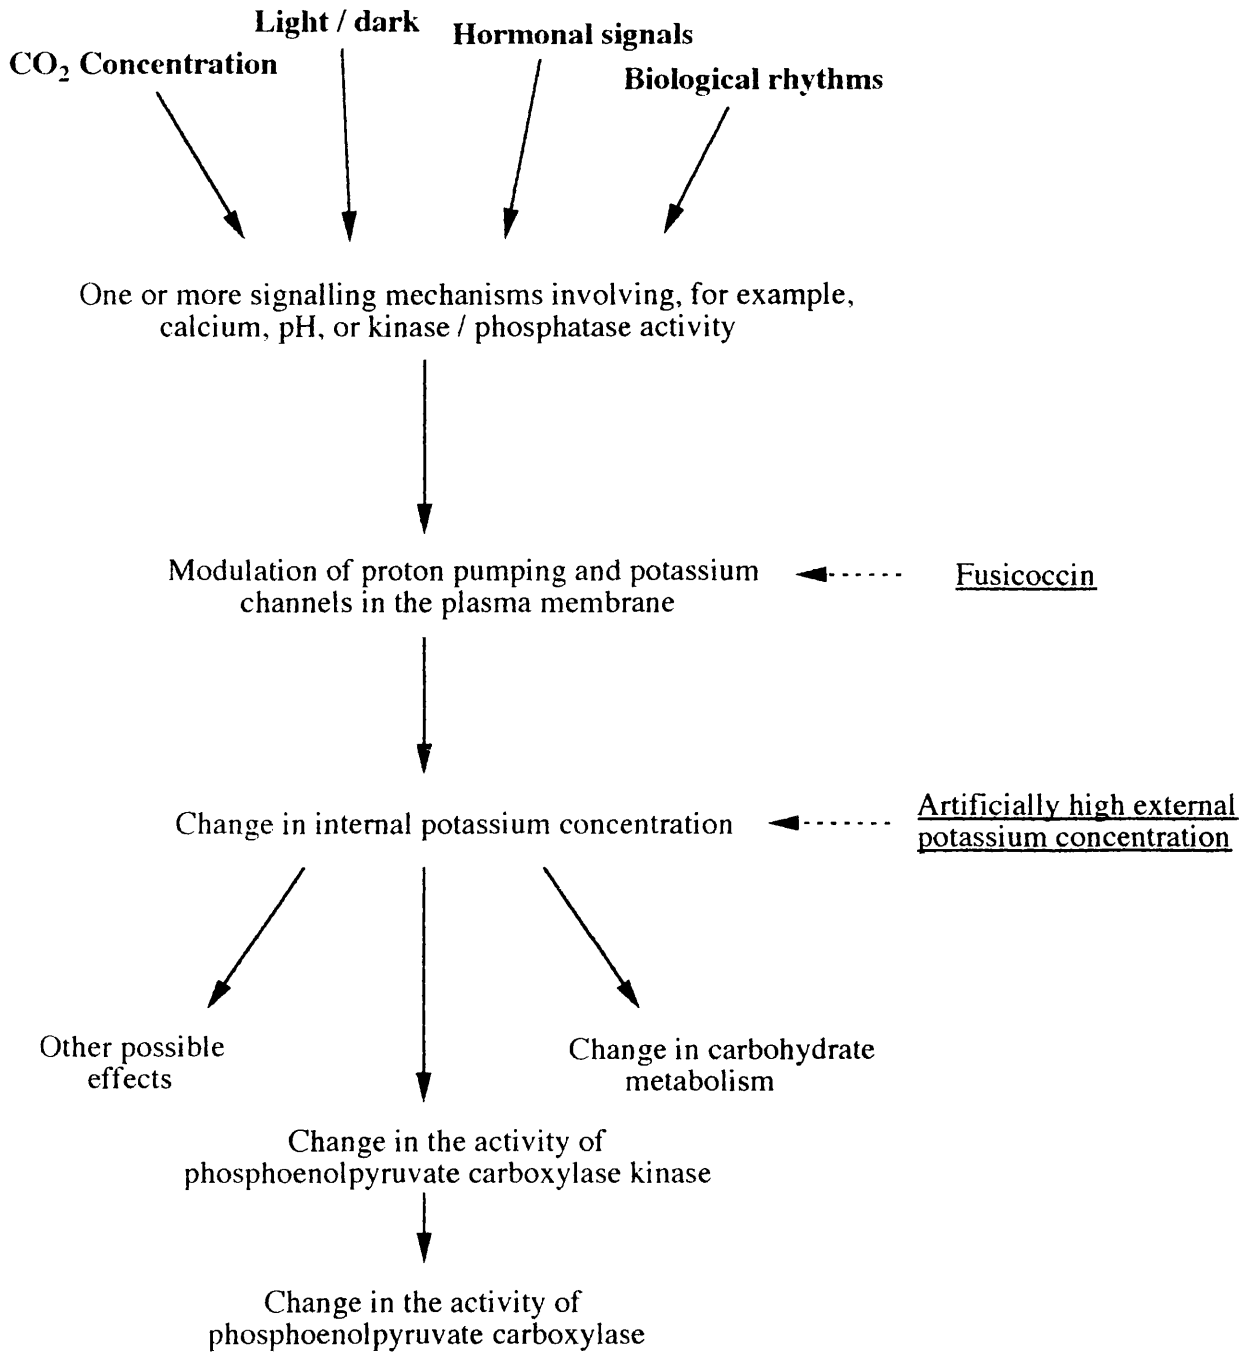 Light / dark
Hormonal signals
CO₂ Concentration
Biological rhythms
One or more signalling mechanisms involving, for example,
calcium, pH, or kinase / phosphatase activity
Modulation of proton pumping and potassium
channels in the plasma membrane
Fusicoccin
Change in internal potassium concentration
Artificially high external
potassium concentration
Other possible
effects
Change in carbohydrate
metabolism
Change in the activity of
phosphoenolpyruvate carboxylase kinase
Change in the activity of
phosphoenolpyruvate carboxylase